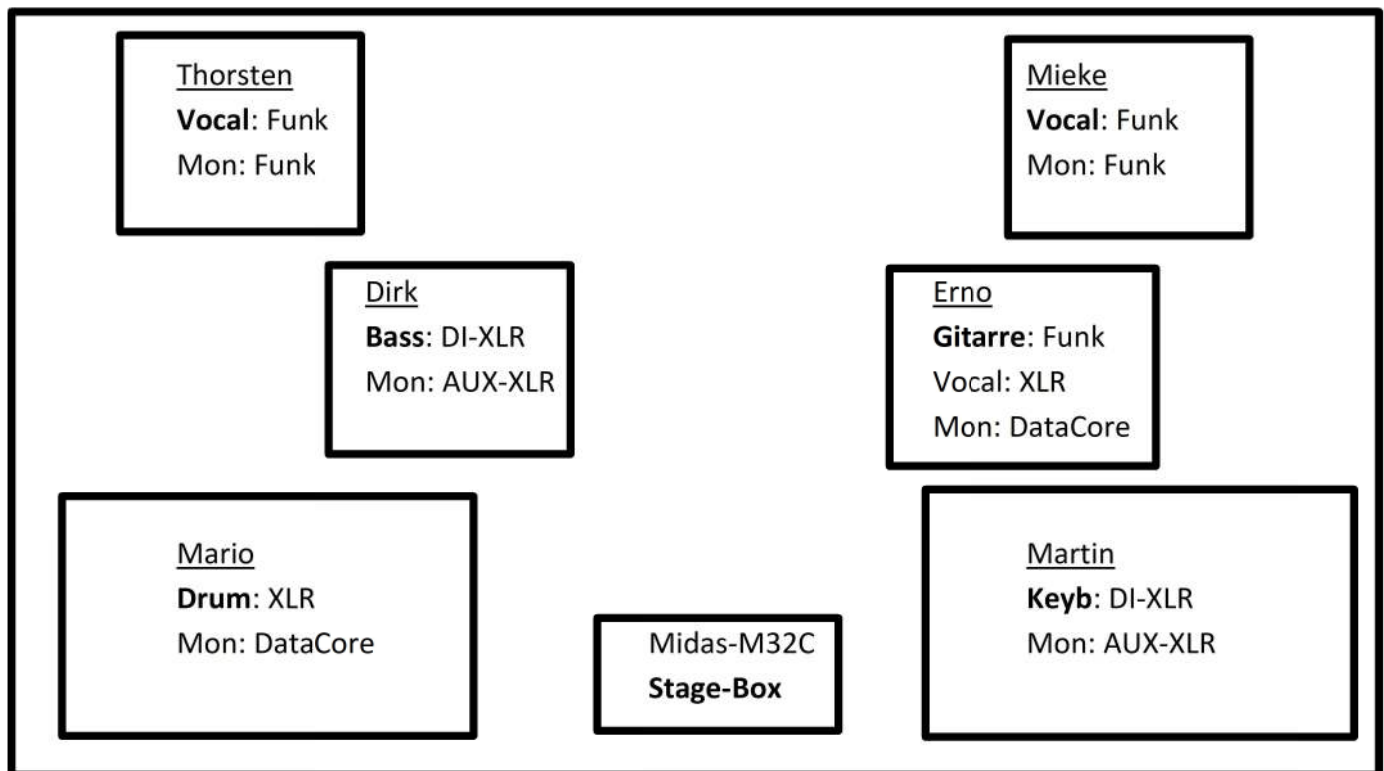 Thorsten
Vocal: Funk
Mon: Funk
Mieke
Vocal: Funk
Mon: Funk
Dirk
Bass: DI-XLR
Mon: AUX-XLR
Erno
Gitarre: Funk
Vocal: XLR
Mon: DataCore
Mario
Drum: XLR
Mon: DataCore
Midas-M32C
Stage-Box
Martin
Keyb: DI-XLR
Mon: AUX-XLR